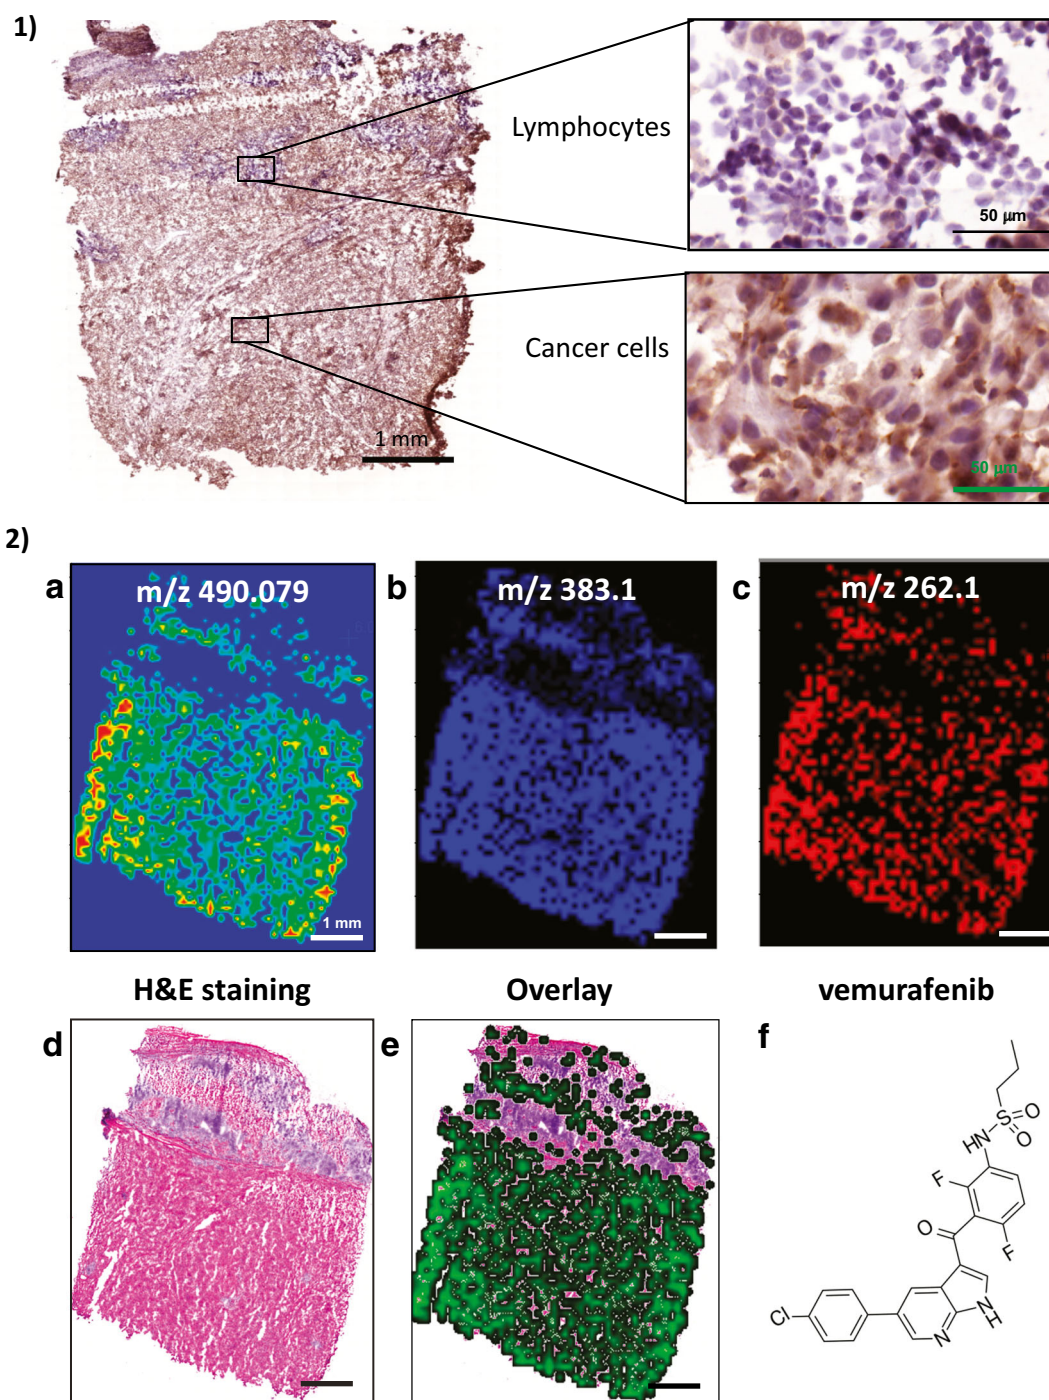 1)
Lymphocytes
50 µm
Cancer cells
50 µm
1 mm
2)
a
m/z 490.079
b
m/z 383.1
c
m/z 262.1
1 mm
H&E staining
Overlay
vemurafenib
d
e
f
O
S
O
HN
F
O
F
Cl
N
N
H